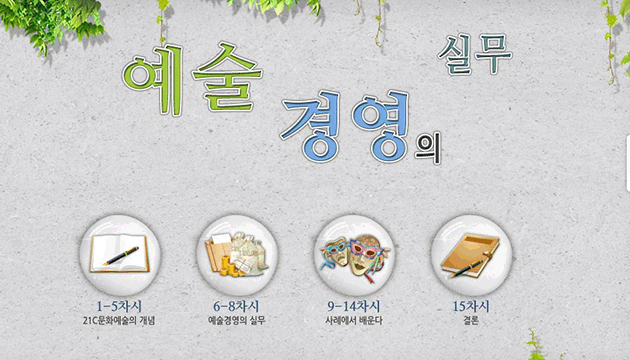 예술
경영의
실무
1-5차시
21C문화예술의 개념
6-8차시
예술경영의 실무
9-14차시
사례에서 배운다
15차시
결론